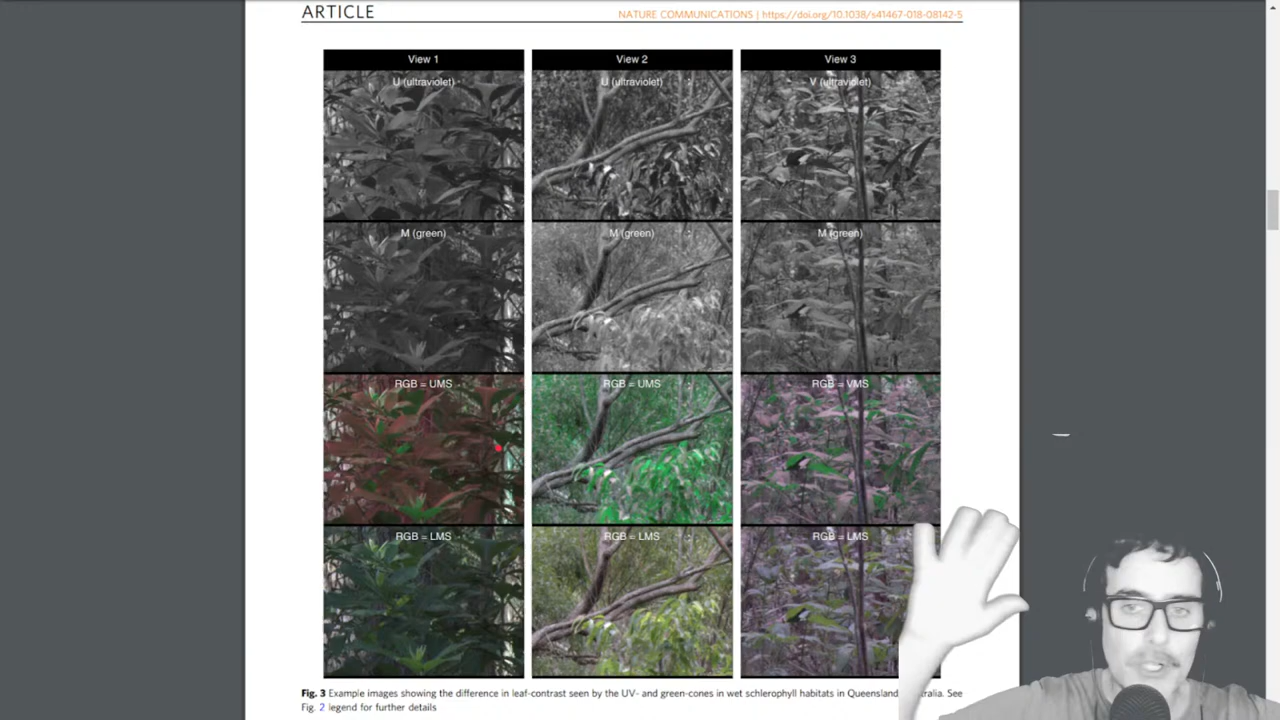 ARTICLE
NATURE COMMUNICATIONS | https://doi.org/10.1038/s41467-018-08142-5
View 1
View 2
View 3
U (ultraviolet)
U (ultraviolet)
V (ultraviolet)
M (green)
M (green)
M (green)
RGB = UMS
RGB = UMS
RGB = VMS
RGB = LMS
RGB = LMS
RGB = LMS
Fig. 3 Example images showing the difference in leaf-contrast seen by the UV- and green-cones in wet schlerophyll habitats in Queensland ralia. See
Fig. 2 legend for further details